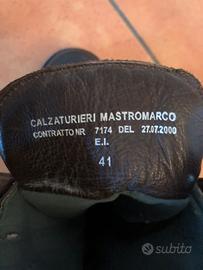 CALZATURIERI MASTROMARCO
CONTRATTO NR 7174 DEL 27.07.2000
E.I.
41
subito